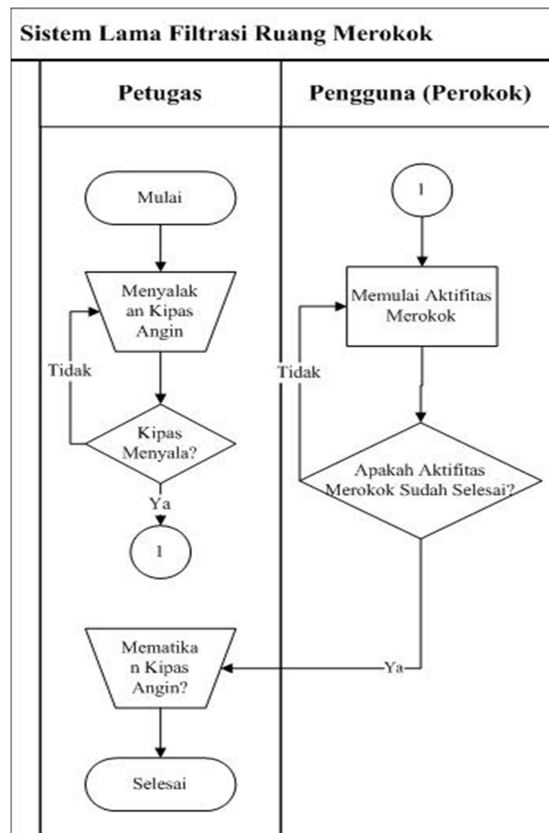 Sistem Lama Filtrasi Ruang Merokok
Petugas
Pengguna (Perokok)
Mulai
Menyalak
an Kipas
Angin
Tidak
Kipas
Menyala?
Ya
1
1
Memulai Aktifitas
Merokok
Tidak
Apakah Aktifitas
Merokok Sudah Selesai?
Ya
Mematika
n Kipas
Angin?
Selesai